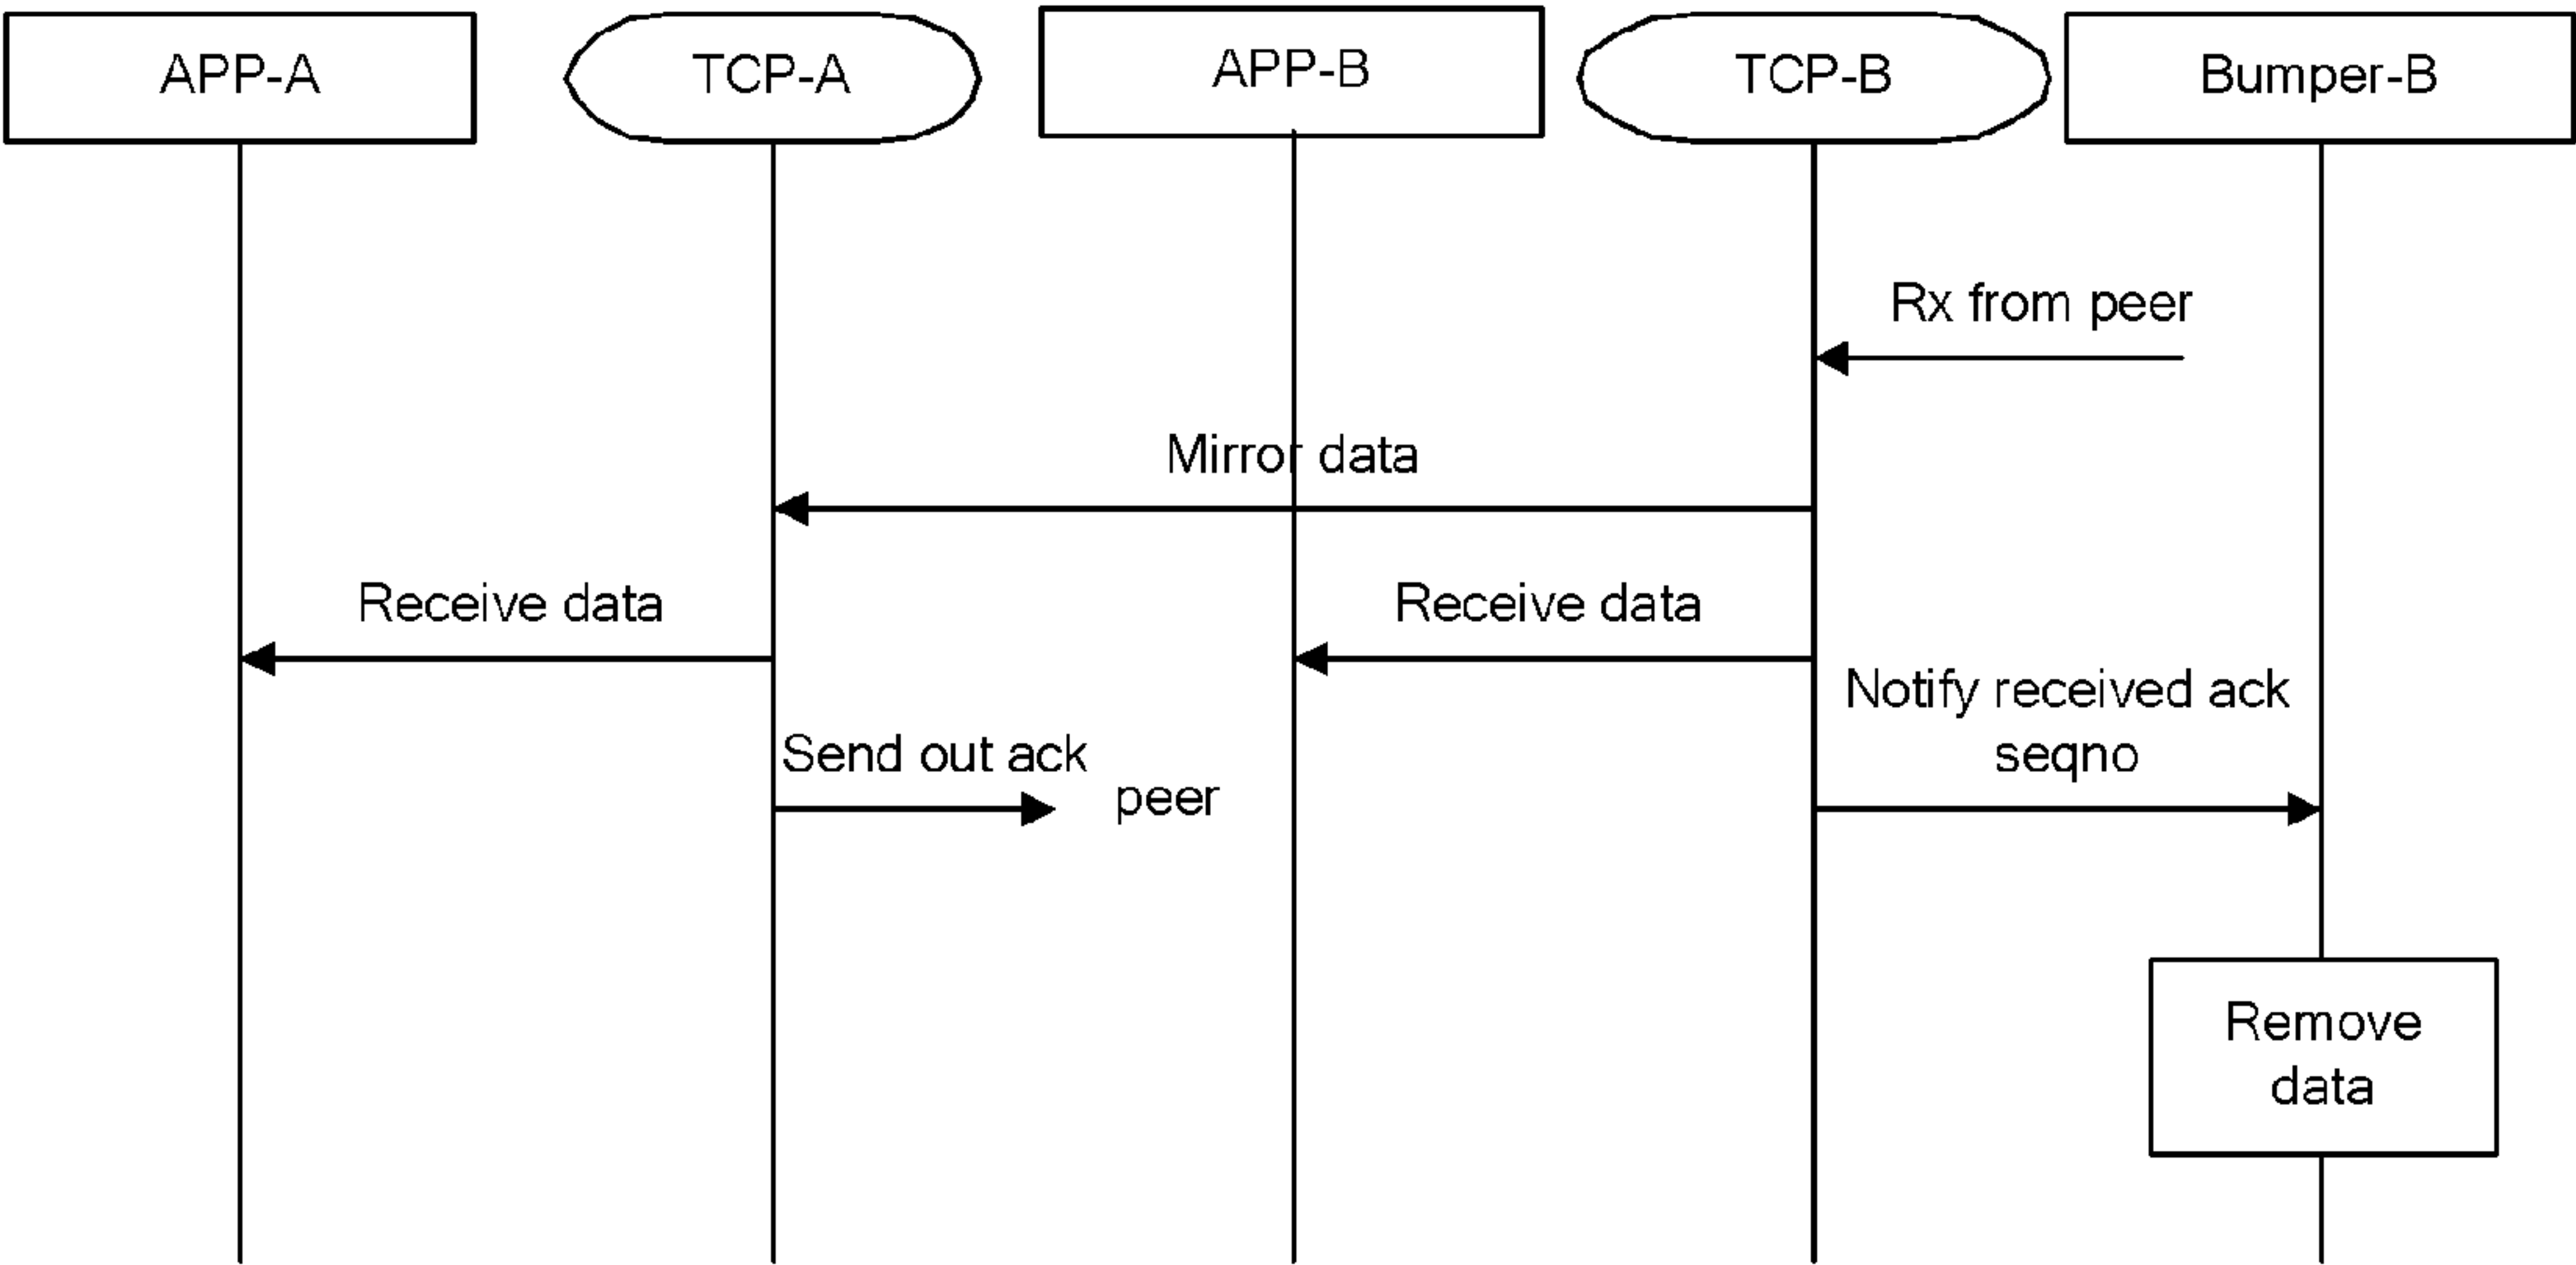 APP-A
TCP-A
APP-B
TCP-B
Bumper-B
Rx from peer
Mirror data
Receive data
Receive data
Notify received ack
seqno
Send out ack
peer
Remove
data